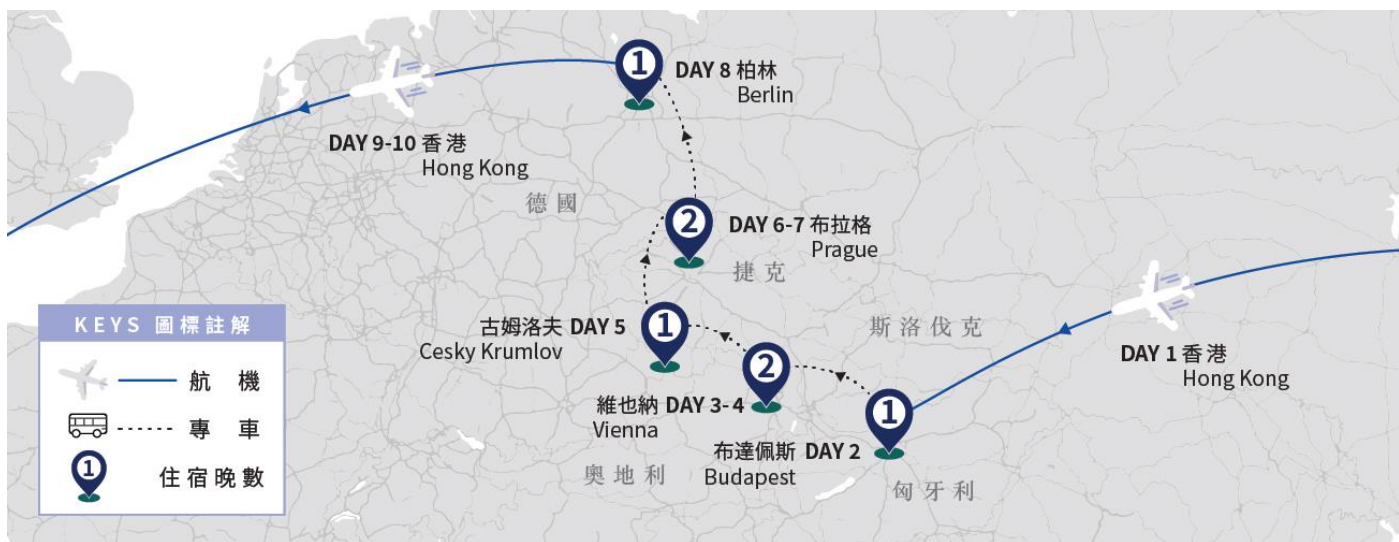 DAY 8 柏林
Berlin
DAY 9-10 香港
Hong Kong
德國
DAY 6-7 布拉格
Prague
捷克
斯洛伐克
DAY 1 香港
Hong Kong
古姆洛夫 DAY 5
Cesky Krumlov
維也納 DAY 3-4
Vienna
布達佩斯 DAY 2
Budapest
奧地利
匈牙利
1
2
1
2
1
KEYS 圖標註解
航機
專車
1 住宿晚數